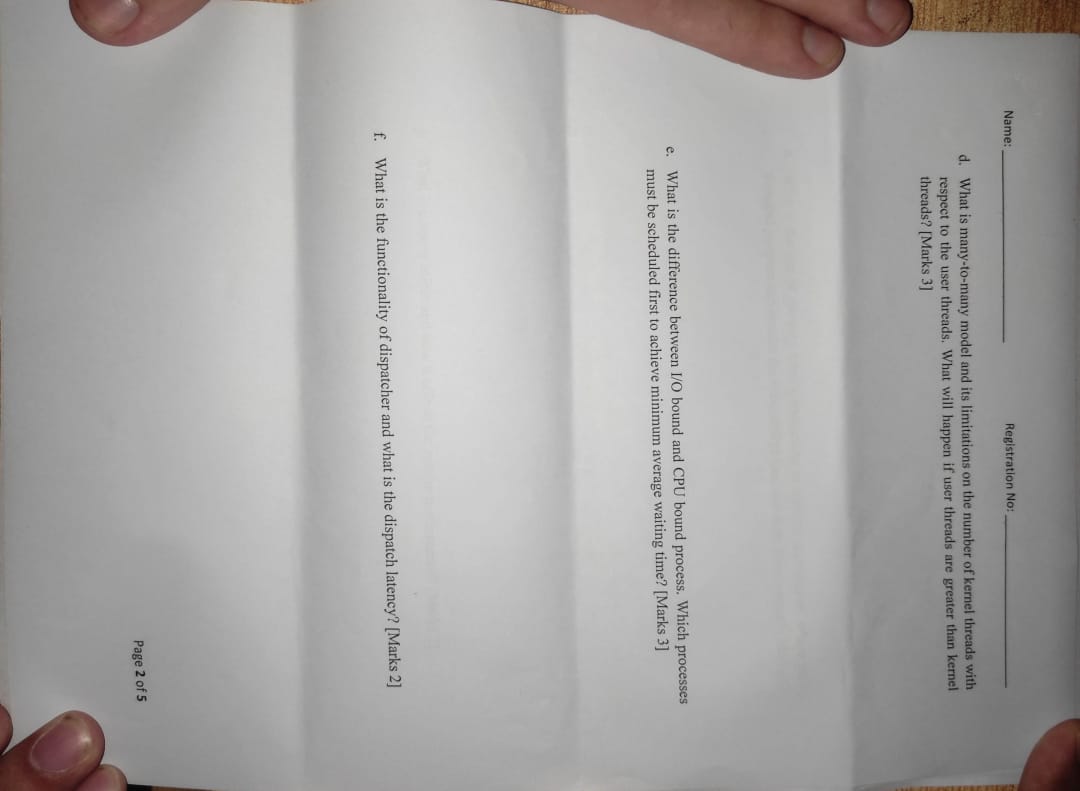 Name: ____________ Registration No: ____________
d. What is many-to-many model and its limitations on the number of kernel threads with
respect to the user threads. What will happen if user threads are greater than kernel
threads? [Marks 3]
e. What is the difference between I/O bound and CPU bound process. Which processes
must be scheduled first to achieve minimum average waiting time? [Marks 3]
f. What is the functionality of dispatcher and what is the dispatch latency? [Marks 2]
Page 2 of 5